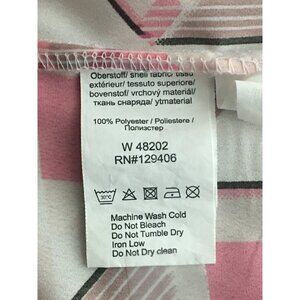 Oberstoff/ shell fabric/ tissu
extérieur/ tessuto superiore/
bovenstof/ vrchový materiál/
ткань снаряда/ ytmaterial
100% Polyester / Poliestere /
Полиэстер
W 48202
RN#129406
Machine Wash Cold
Do Not Bleach
Do Not Tumble Dry
Iron Low
Do Not Dry clean